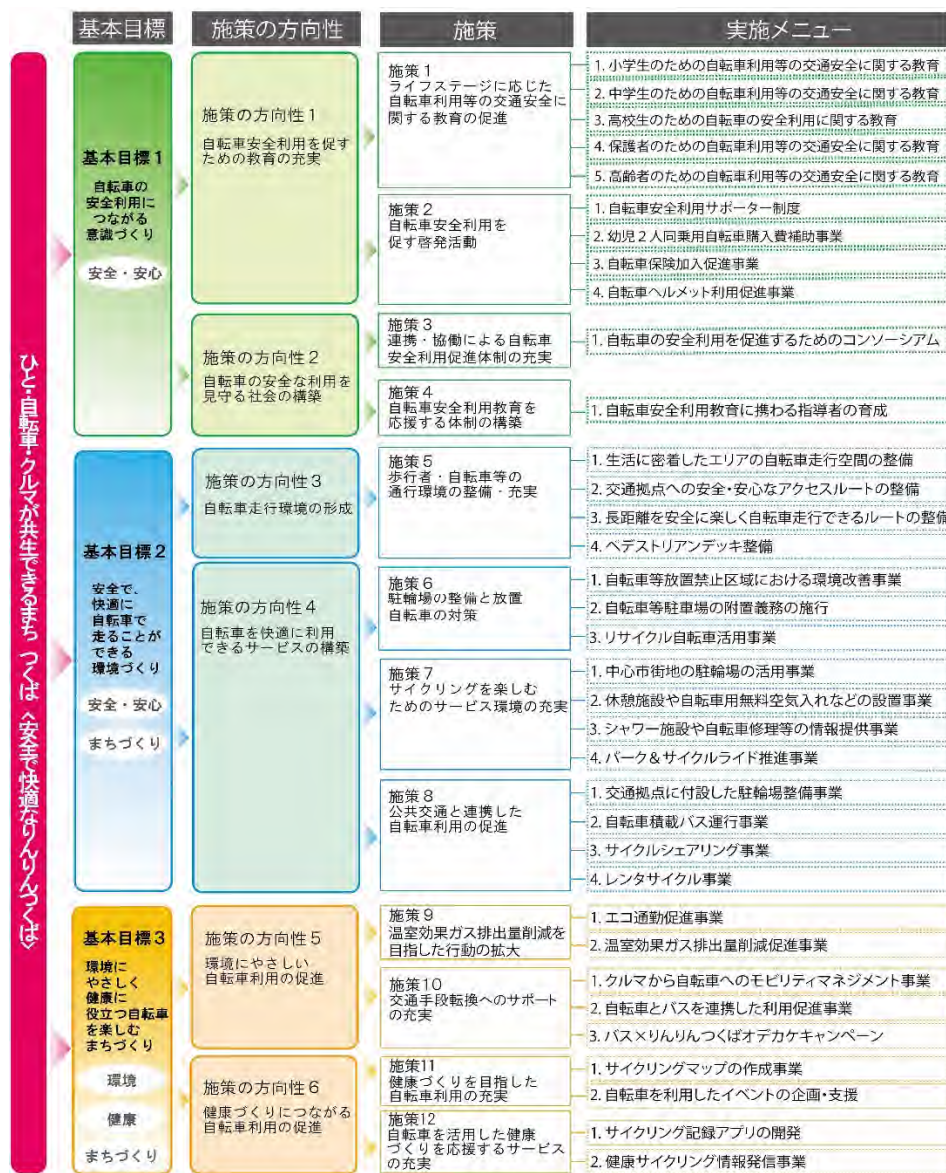 基本目標
施策の方向性
施策
実施メニュー
ひと・自転車・クルマが共生できるまち つくば〈安全で快適なりんりんつくば〉
基本目標1
自転車の
安全利用に
つながる
意識づくり
安全・安心
施策の方向性1
自転車安全利用を促す
ための教育の充実
施策1
ライフステージに応じた
自転車利用等の交通安全に
関する教育の促進
1. 小学生のための自転車利用等の交通安全に関する教育
2. 中学生のための自転車利用等の交通安全に関する教育
3. 高校生のための自転車の安全利用に関する教育
4. 保護者のための自転車利用等の交通安全に関する教育
5. 高齢者のための自転車利用等の交通安全に関する教育
施策2
自転車安全利用を
促す啓発活動
1. 自転車安全利用サポーター制度
2. 幼児2人同乗用自転車購入費補助事業
3. 自転車保険加入促進事業
4. 自転車ヘルメット利用促進事業
施策の方向性2
自転車の安全な利用を
見守る社会の構築
施策3
連携・協働による自転車
安全利用促進体制の充実
1. 自転車の安全利用を促進するためのコンソーシアム
施策4
自転車安全利用教育を
応援する体制の構築
1. 自転車安全利用教育に携わる指導者の育成
基本目標2
安全で、
快適に
自転車で
走ることが
できる
環境づくり
安全・安心
まちづくり
施策の方向性3
自転車走行環境の形成
施策5
歩行者・自転車等の
通行環境の整備・充実
1. 生活に密着したエリアの自転車走行空間の整備
2. 交通拠点への安全・安心なアクセスルートの整備
3. 長距離を安全に楽しく自転車走行できるルートの整備
4. ペデストリアンデッキ整備
施策の方向性4
自転車を快適に利用
できるサービスの構築
施策6
駐輪場の整備と放置
自転車の対策
1. 自転車等放置禁止区域における環境改善事業
2. 自転車等駐車場の附置義務の施行
3. リサイクル自転車活用事業
施策7
サイクリングを楽しむ
ためのサービス環境の充実
1. 中心市街地の駐輪場の活用事業
2. 休憩施設や自転車用無料空気入れなどの設置事業
3. シャワー施設や自転車修理等の情報提供事業
4. パーク＆サイクルライド推進事業
施策8
公共交通と連携した
自転車利用の促進
1. 交通拠点に付設した駐輪場整備事業
2. 自転車積載バス運行事業
3. サイクルシェアリング事業
4. レンタサイクル事業
基本目標3
環境に
やさしく
健康に
役立つ自転車
を楽しむ
まちづくり
環境
健康
まちづくり
施策の方向性5
環境にやさしい
自転車利用の促進
施策9
温室効果ガス排出量削減を
目指した行動の拡大
1. エコ通勤促進事業
2. 温室効果ガス排出量削減促進事業
施策10
交通手段転換へのサポート
の充実
1. クルマから自転車へのモビリティマネジメント事業
2. 自転車とバスを連携した利用促進事業
3. バス×りんりんつくばオデカケキャンペーン
施策の方向性6
健康づくりにつながる
自転車利用の促進
施策11
健康づくりを目指した
自転車利用の充実
1. サイクリングマップの作成事業
2. 自転車を利用したイベントの企画・支援
施策12
自転車を活用した健康
づくりを応援するサービス
の充実
1. サイクリング記録アプリの開発
2. 健康サイクリング情報発信事業